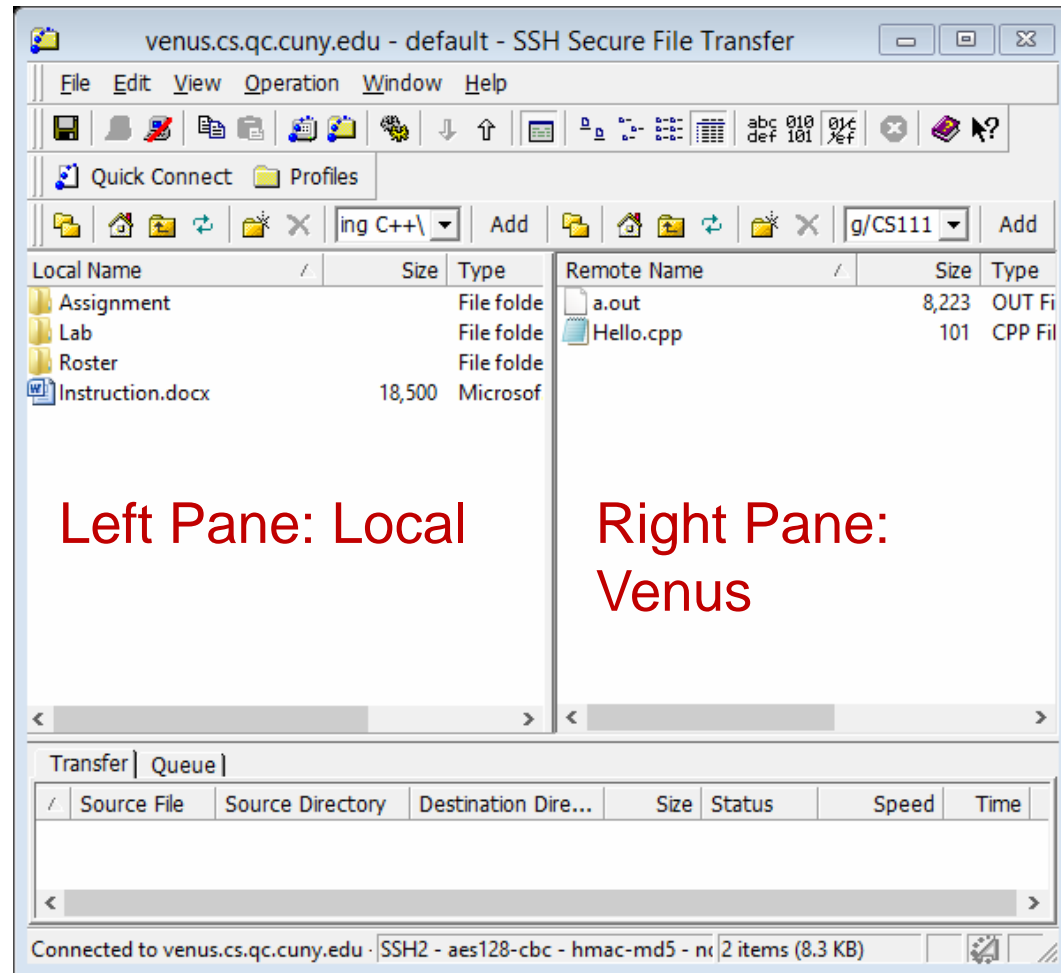 venus.cs.qc.cuny.edu - default - SSH Secure File Transfer
File Edit View Operation Window Help
abc def 010 101
Quick Connect Profiles
ing C++\ Add g/CS111 Add
Local Name Size Type Remote Name Size Type
Assignment File folde a.out 8,223 OUT Fi
Lab File folde Hello.cpp 101 CPP Fil
Roster File folde
Instruction.docx 18,500 Microsof
Left Pane: Local
Right Pane:
Venus
Transfer Queue
Source File Source Directory Destination Dire... Size Status Speed Time
Connected to venus.cs.qc.cuny.edu - SSH2 - aes128-cbc - hmac-md5 - 2 items (8.3 KB)